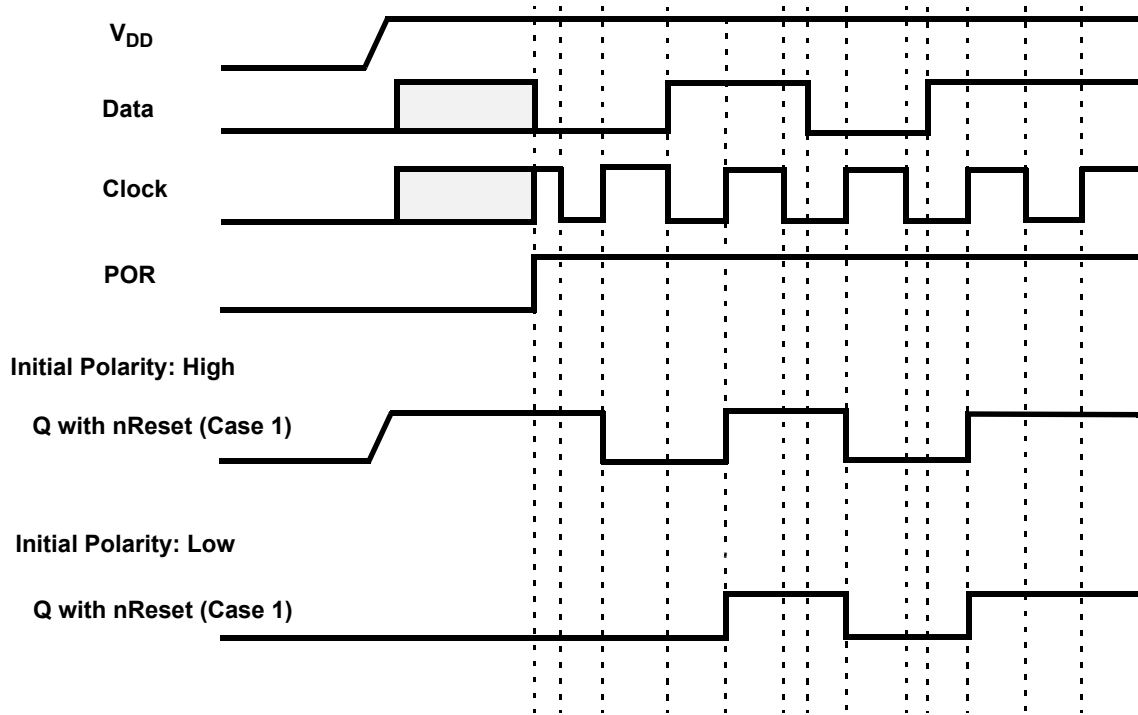 VDD
Data
Clock
POR
Initial Polarity: High
Q with nReset (Case 1)
Initial Polarity: Low
Q with nReset (Case 1)